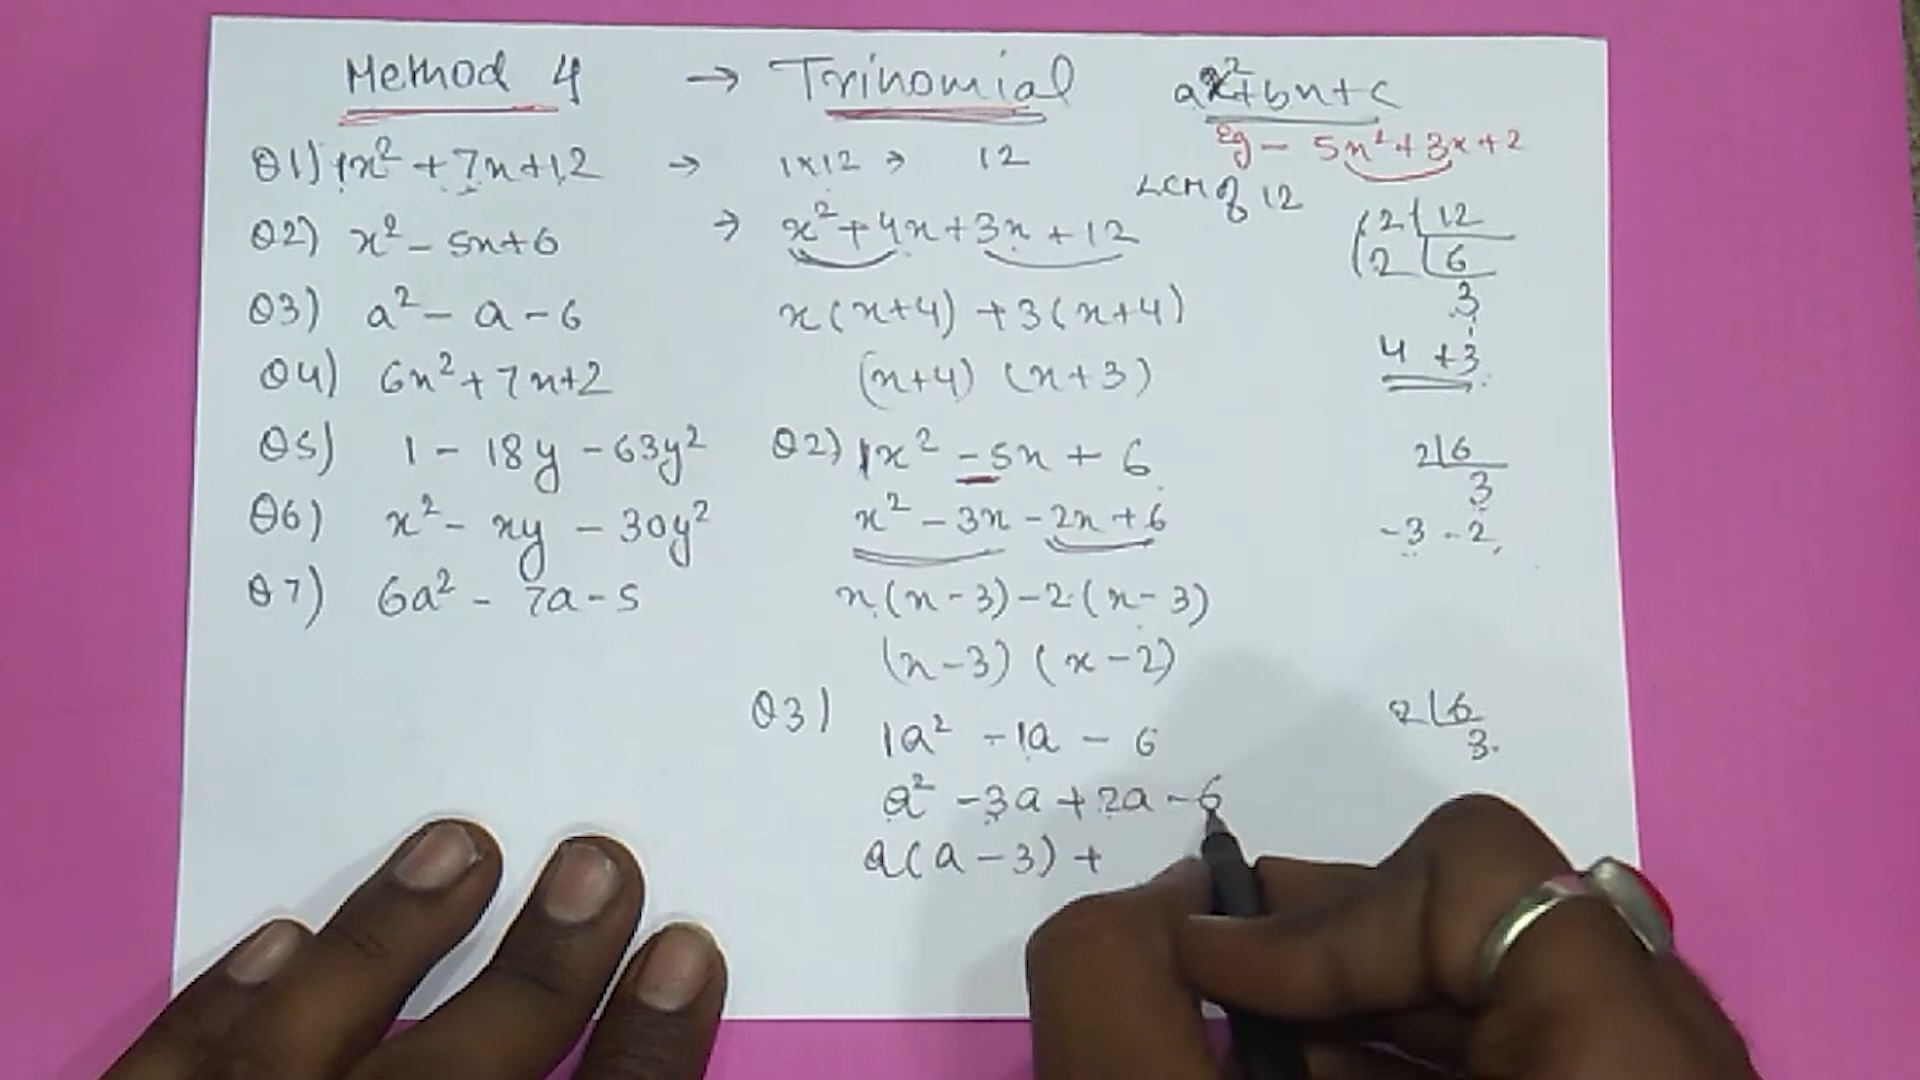 Method 4 → Trinomial ax²+bx+c
Eg - 5x²+3x+2
Q1) 1x²+7x+12 → 1x12 → 12
LCM of 12
Q2) x² - 5x+6 → x²+4x+3x+12
2 12
2 6
3
Q3) a² - a - 6 x(x+4) +3(x+4)
4 +3
Q4) 6x²+7x+2 (x+4) (x+3)
Q5) 1 - 18y - 63y² Q2) 1x² - 5x + 6
2 6
3
Q6) x² - xy - 30y² x² - 3x - 2x + 6 -3 - 2
Q7) 6a² - 7a - 5 x(x - 3) - 2(x - 3)
(x - 3) (x - 2)
Q3) 1a² - 1a - 6
2 6
3
a² - 3a + 2a - 6
a(a - 3) +